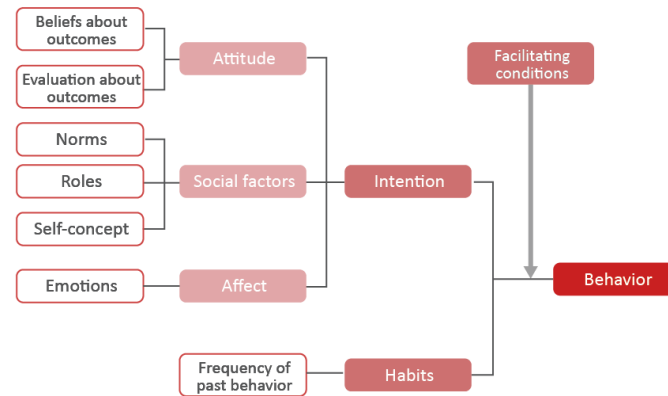 Beliefs about
outcomes
Evaluation about
outcomes
Attitude
Facilitating
conditions
Norms
Roles
Self-concept
Social factors
Intention
Emotions
Affect
Behavior
Frequency of
past behavior
Habits